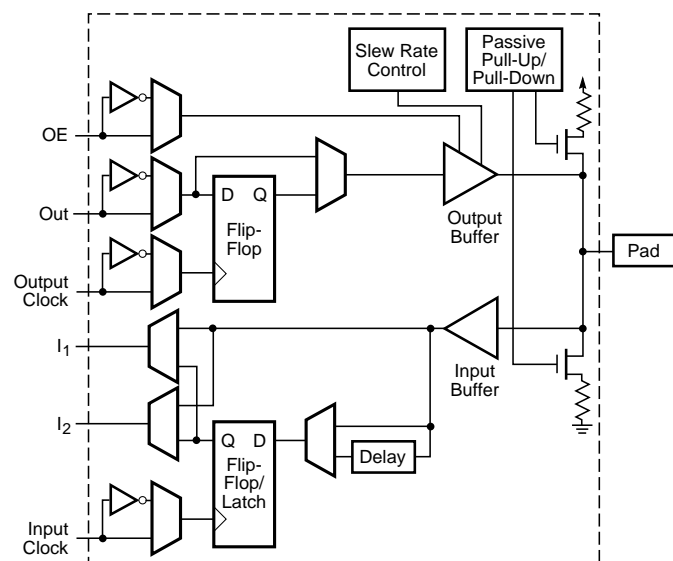 Slew Rate
Control
Passive
Pull-Up/
Pull-Down
OE
Out
D
Q
Flip-
Flop
Output
Buffer
Output
Clock
Pad
I1
I2
Input
Buffer
Q
D
Flip-
Flop/
Latch
Delay
Input
Clock